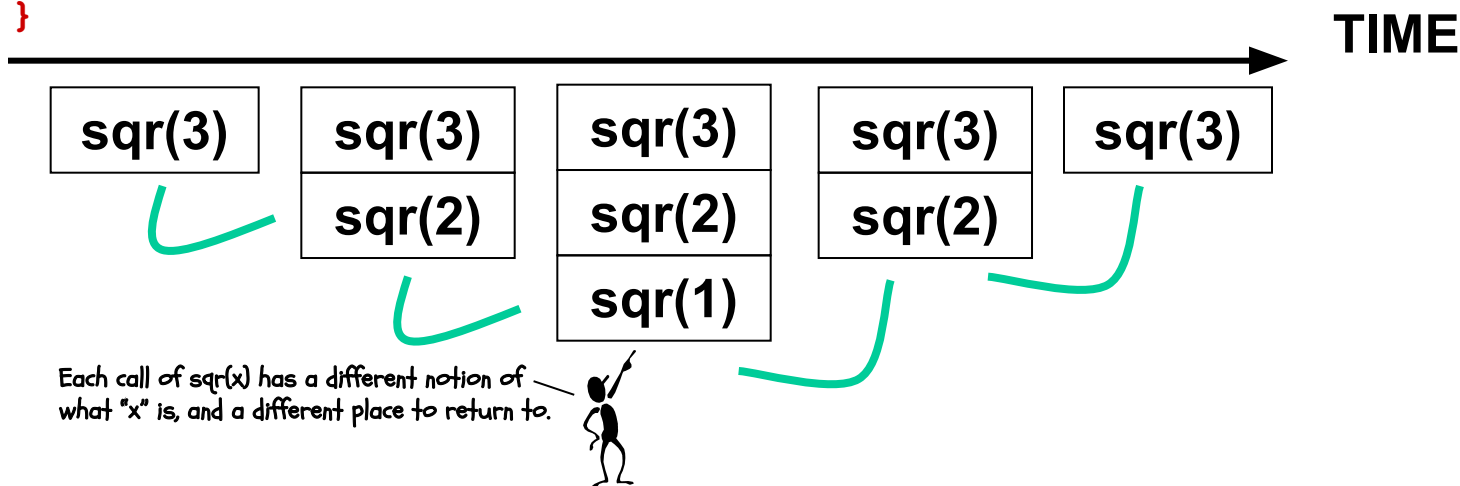 }
TIME
sqr(3) sqr(3) sqr(3) sqr(3) sqr(3)
sqr(2) sqr(2) sqr(2)
sqr(1)
Each call of sqr(x) has a different notion of
what "x" is, and a different place to return to.